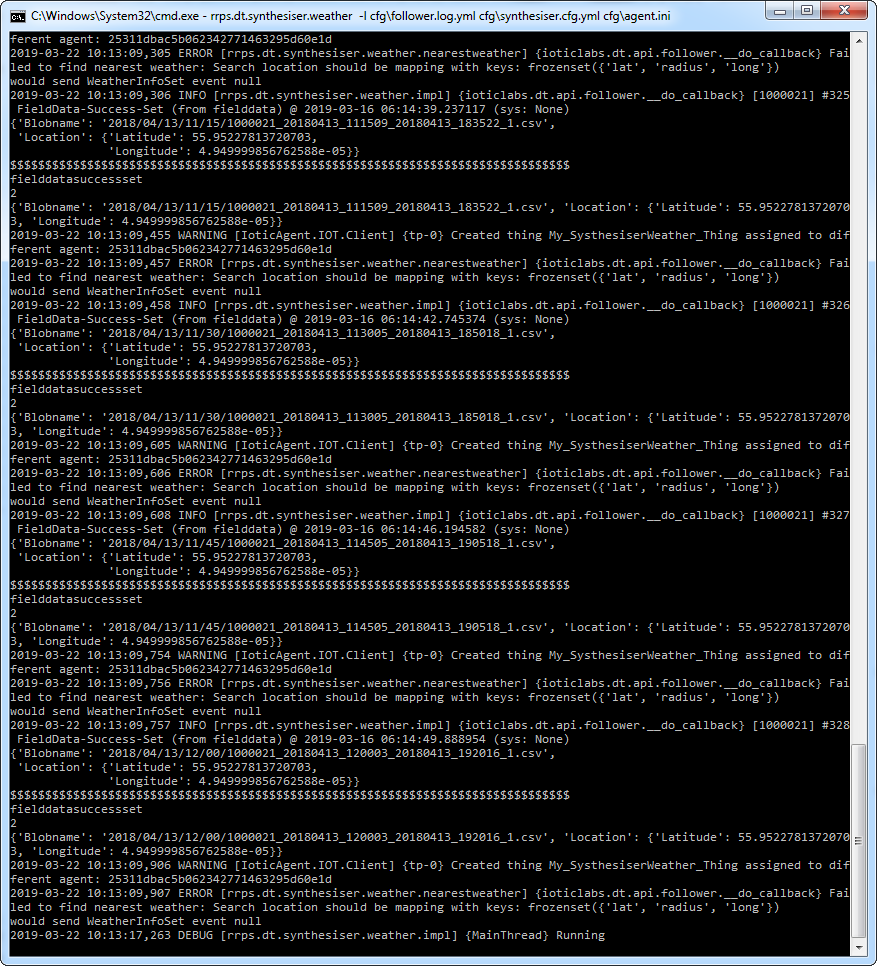 C:\Windows\System32\cmd.exe - rrps.dt.synthesiser.weather -l cfg\follower.log.yml cfg\synthesiser.cfg.yml cfg\agent.ini
ferent agent: 25311dbac5b062342771463295d60e1d
2019-03-22 10:13:09,305 ERROR [rrps.dt.synthesiser.weather.nearestweather] {ioticlabs.dt.api.follower.__do_callback} Fai
led to find nearest weather: Search location should be mapping with keys: frozenset({'lat', 'radius', 'long'})
would send WeatherInfoSet event null
2019-03-22 10:13:09,306 INFO [rrps.dt.synthesiser.weather.impl] {ioticlabs.dt.api.follower.__do_callback} [1000021] #325
 FieldData-Success-Set (from fielddata) @ 2019-03-16 06:14:39.237117 (sys: None)
{'Blobname': '2018/04/13/11/15/1000021_20180413_111509_20180413_183522_1.csv',
 'Location': {'Latitude': 55.95227813720703,
              'Longitude': 4.949999856762588e-05}}
$$$$$$$$$$$$$$$$$$$$$$$$$$$$$$$$$$$$$$$$$$$$$$$$$$$$$$$$$$$$$$$$$$$$$$$$$$$$$$$$
fielddatasuccessset
2
{'Blobname': '2018/04/13/11/15/1000021_20180413_111509_20180413_183522_1.csv', 'Location': {'Latitude': 55.9522781372070
3, 'Longitude': 4.949999856762588e-05}}
2019-03-22 10:13:09,455 WARNING [IoticAgent.IOT.Client] {tp-0} Created thing My_SysthesiserWeather_Thing assigned to dif
ferent agent: 25311dbac5b062342771463295d60e1d
2019-03-22 10:13:09,457 ERROR [rrps.dt.synthesiser.weather.nearestweather] {ioticlabs.dt.api.follower.__do_callback} Fai
led to find nearest weather: Search location should be mapping with keys: frozenset({'lat', 'radius', 'long'})
would send WeatherInfoSet event null
2019-03-22 10:13:09,458 INFO [rrps.dt.synthesiser.weather.impl] {ioticlabs.dt.api.follower.__do_callback} [1000021] #326
 FieldData-Success-Set (from fielddata) @ 2019-03-16 06:14:42.745374 (sys: None)
{'Blobname': '2018/04/13/11/30/1000021_20180413_113005_20180413_185018_1.csv',
 'Location': {'Latitude': 55.95227813720703,
              'Longitude': 4.949999856762588e-05}}
$$$$$$$$$$$$$$$$$$$$$$$$$$$$$$$$$$$$$$$$$$$$$$$$$$$$$$$$$$$$$$$$$$$$$$$$$$$$$$$$
fielddatasuccessset
2
{'Blobname': '2018/04/13/11/30/1000021_20180413_113005_20180413_185018_1.csv', 'Location': {'Latitude': 55.9522781372070
3, 'Longitude': 4.949999856762588e-05}}
2019-03-22 10:13:09,605 WARNING [IoticAgent.IOT.Client] {tp-0} Created thing My_SysthesiserWeather_Thing assigned to dif
ferent agent: 25311dbac5b062342771463295d60e1d
2019-03-22 10:13:09,606 ERROR [rrps.dt.synthesiser.weather.nearestweather] {ioticlabs.dt.api.follower.__do_callback} Fai
led to find nearest weather: Search location should be mapping with keys: frozenset({'lat', 'radius', 'long'})
would send WeatherInfoSet event null
2019-03-22 10:13:09,608 INFO [rrps.dt.synthesiser.weather.impl] {ioticlabs.dt.api.follower.__do_callback} [1000021] #327
 FieldData-Success-Set (from fielddata) @ 2019-03-16 06:14:46.194582 (sys: None)
{'Blobname': '2018/04/13/11/45/1000021_20180413_114505_20180413_190518_1.csv',
 'Location': {'Latitude': 55.95227813720703,
              'Longitude': 4.949999856762588e-05}}
$$$$$$$$$$$$$$$$$$$$$$$$$$$$$$$$$$$$$$$$$$$$$$$$$$$$$$$$$$$$$$$$$$$$$$$$$$$$$$$$
fielddatasuccessset
2
{'Blobname': '2018/04/13/11/45/1000021_20180413_114505_20180413_190518_1.csv', 'Location': {'Latitude': 55.9522781372070
3, 'Longitude': 4.949999856762588e-05}}
2019-03-22 10:13:09,754 WARNING [IoticAgent.IOT.Client] {tp-0} Created thing My_SysthesiserWeather_Thing assigned to dif
ferent agent: 25311dbac5b062342771463295d60e1d
2019-03-22 10:13:09,756 ERROR [rrps.dt.synthesiser.weather.nearestweather] {ioticlabs.dt.api.follower.__do_callback} Fai
led to find nearest weather: Search location should be mapping with keys: frozenset({'lat', 'radius', 'long'})
would send WeatherInfoSet event null
2019-03-22 10:13:09,757 INFO [rrps.dt.synthesiser.weather.impl] {ioticlabs.dt.api.follower.__do_callback} [1000021] #328
 FieldData-Success-Set (from fielddata) @ 2019-03-16 06:14:49.888954 (sys: None)
{'Blobname': '2018/04/13/12/00/1000021_20180413_120003_20180413_192016_1.csv',
 'Location': {'Latitude': 55.95227813720703,
              'Longitude': 4.949999856762588e-05}}
$$$$$$$$$$$$$$$$$$$$$$$$$$$$$$$$$$$$$$$$$$$$$$$$$$$$$$$$$$$$$$$$$$$$$$$$$$$$$$$$
fielddatasuccessset
2
{'Blobname': '2018/04/13/12/00/1000021_20180413_120003_20180413_192016_1.csv', 'Location': {'Latitude': 55.9522781372070
3, 'Longitude': 4.949999856762588e-05}}
2019-03-22 10:13:09,906 WARNING [IoticAgent.IOT.Client] {tp-0} Created thing My_SysthesiserWeather_Thing assigned to dif
ferent agent: 25311dbac5b062342771463295d60e1d
2019-03-22 10:13:09,907 ERROR [rrps.dt.synthesiser.weather.nearestweather] {ioticlabs.dt.api.follower.__do_callback} Fai
led to find nearest weather: Search location should be mapping with keys: frozenset({'lat', 'radius', 'long'})
would send WeatherInfoSet event null
2019-03-22 10:13:17,263 DEBUG [rrps.dt.synthesiser.weather.impl] {MainThread} Running